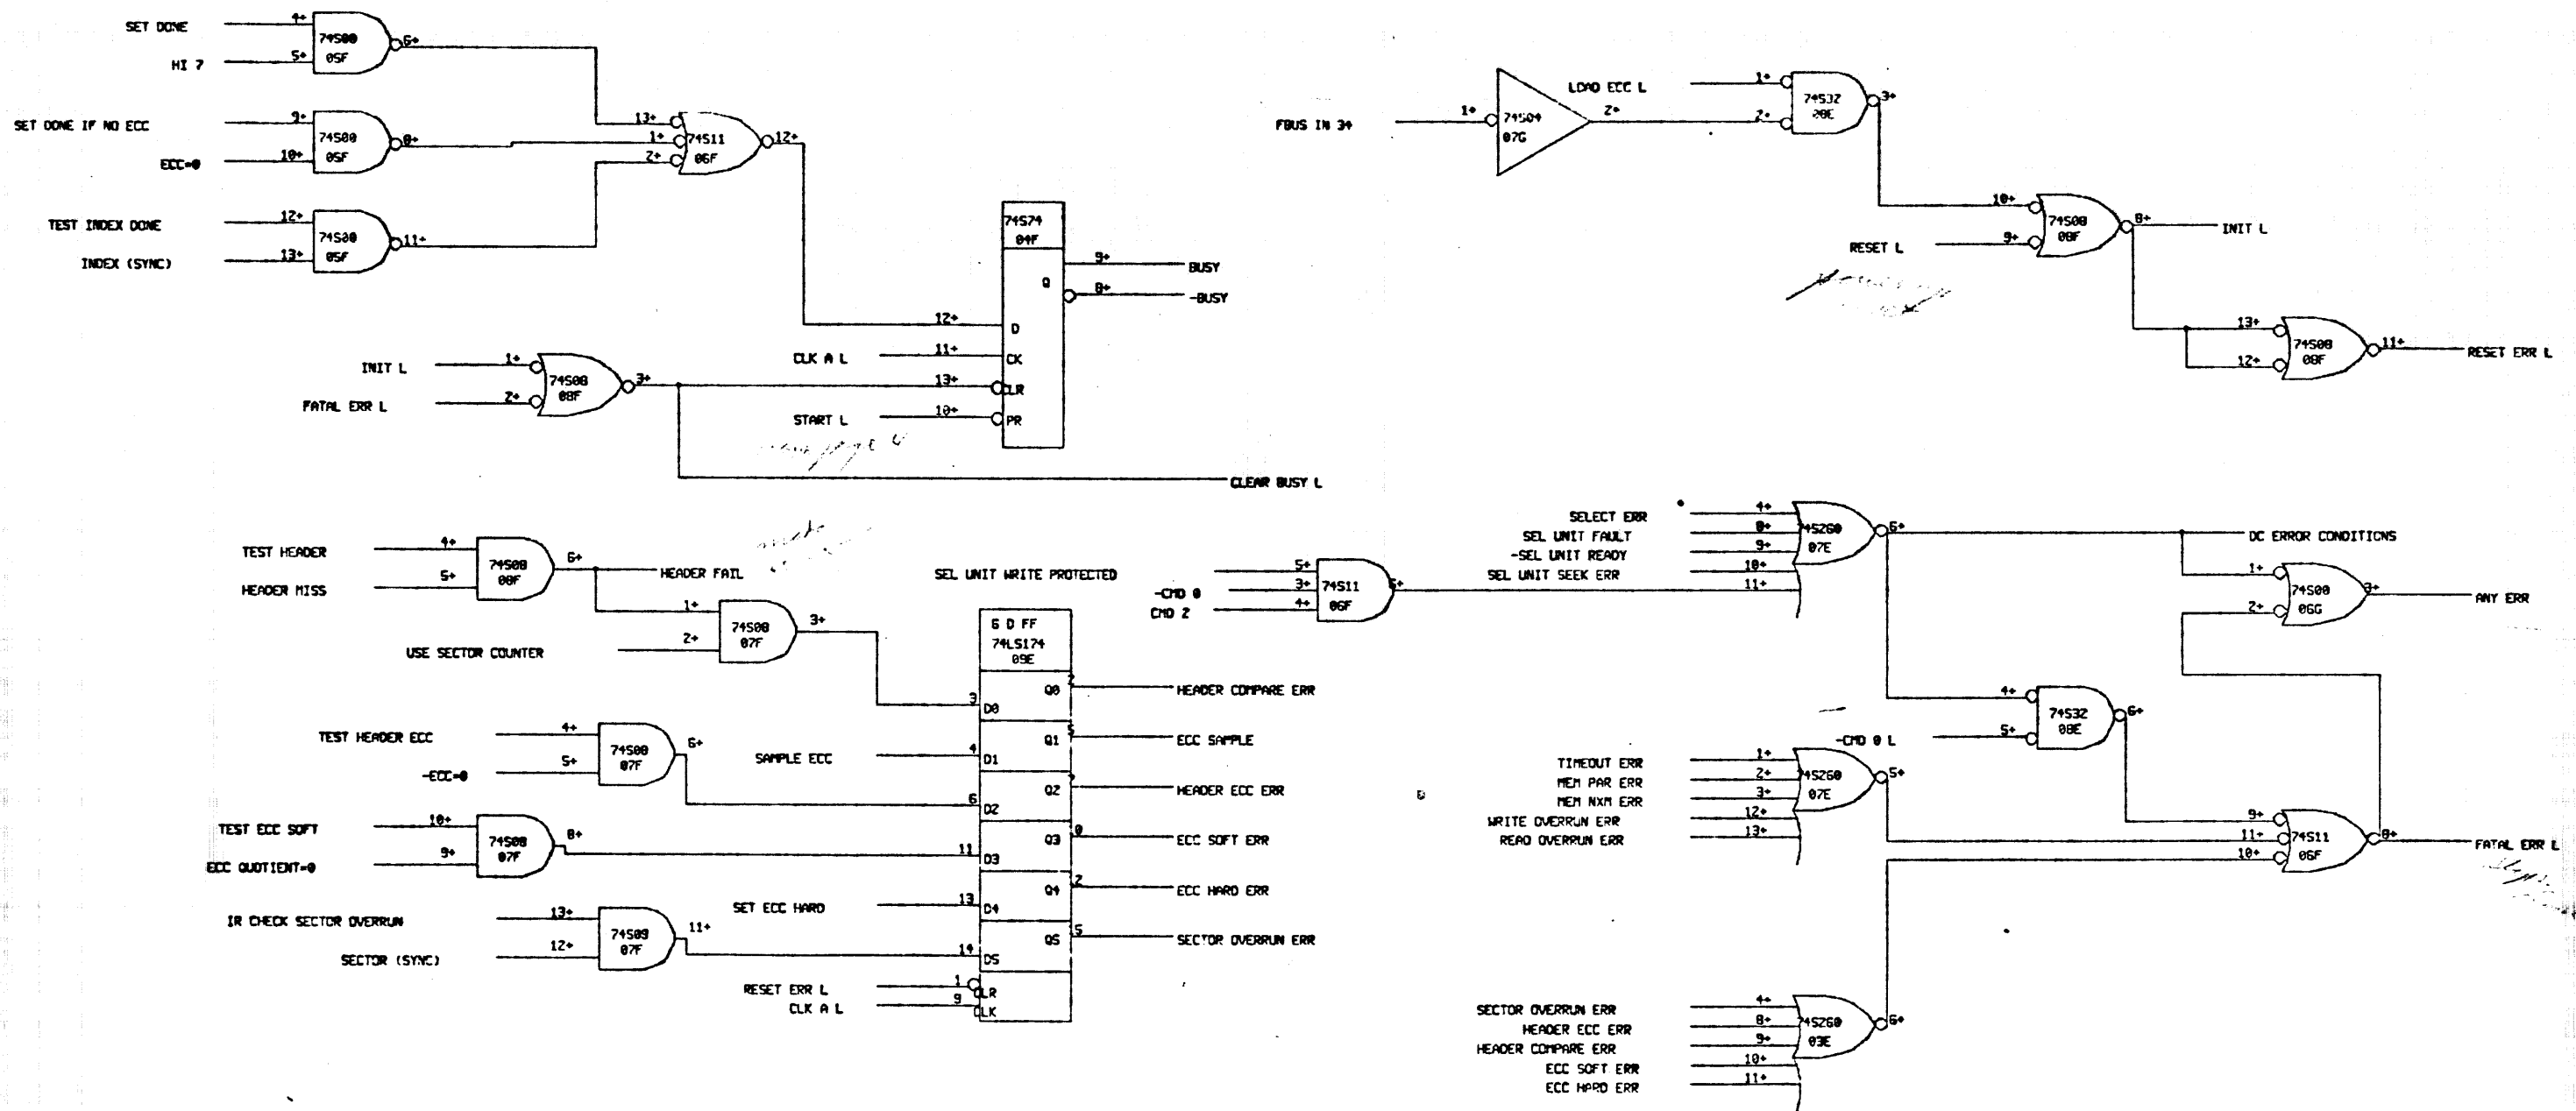 SET DONE 4+
HI 7 5+
74S00
05F
6+
SET DONE IF NO ECC 9+
ECC=0 10+
74S00
05F
8+
TEST INDEX DONE 12+
INDEX (SYNC) 13+
74S00
05F
11+
13+
1+
2+
74S11
06F
12+
74S74
04F
Q
9+ BUSY
8+ -BUSY
12+ D
CLK A L 11+ CK
13+ CLR
START L 10+ PR
INIT L 1+
FATAL ERR L 2+
74S08
08F
3+
CLEAR BUSY L
FBUS IN 34 1+
74S04
07G
2+
LOAD ECC L 1+
2+
74S32
08E
3+
10+
RESET L 9+
74S08
08F
8+ INIT L
13+
12+
74S08
08F
11+ RESET ERR L
TEST HEADER 4+
HEADER MISS 5+
74S08
08F
6+ HEADER FAIL
1+
USE SECTOR COUNTER 2+
74S08
07F
3+
TEST HEADER ECC 4+
-ECC=0 5+
74S08
07F
6+
TEST ECC SOFT 10+
ECC QUOTIENT=0 9+
74S08
07F
8+
IR CHECK SECTOR OVERRUN 13+
SECTOR (SYNC) 12+
74S09
07F
11+
6 D FF
74LS174
09E
Q0 2 HEADER COMPARE ERR
3 D0
Q1 5 ECC SAMPLE
SAMPLE ECC 4 D1
Q2 7 HEADER ECC ERR
6 D2
Q3 0 ECC SOFT ERR
11 D3
Q4 2 ECC HARD ERR
SET ECC HARD 13 D4
Q5 5 SECTOR OVERRUN ERR
14 D5
RESET ERR L 1 CLR
CLK A L 9 CLK
SEL UNIT WRITE PROTECTED 5+
-CMD 0 3+
CMD 2 4+
74S11
06F
6+
SELECT ERR 4+
SEL UNIT FAULT 8+
-SEL UNIT READY 9+
SEL UNIT SEEK ERR 10+
11+
74S260
07E
6+ DC ERROR CONDITIONS
1+
2+
74S00
06G
3+ ANY ERR
4+
-CMD 0 L 5+
74S32
08E
6+
TIMEOUT ERR 1+
MEM PAR ERR 2+
MEM NXM ERR 3+
WRITE OVERRUN ERR 12+
READ OVERRUN ERR 13+
74S260
07E
5+
9+
11+
10+
74S11
06F
8+ FATAL ERR L
SECTOR OVERRUN ERR 4+
HEADER ECC ERR 8+
HEADER COMPARE ERR 9+
ECC SOFT ERR 10+
ECC HARD ERR 11+
74S260
03E
6+